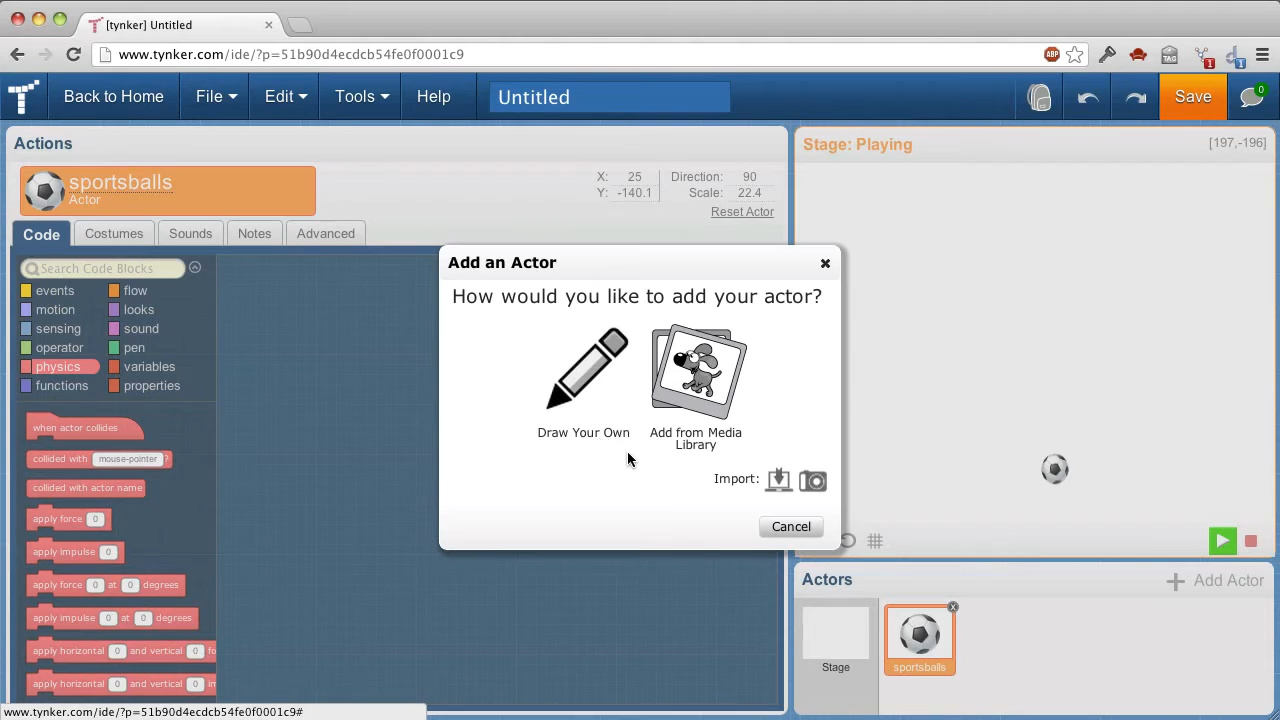 [tynker] Untitled
www.tynker.com/ide/?p=51b90d4ecdcb54fe0f0001c9
ABP
TAG
1
1
Back to Home
File
Edit
Tools
Help
Untitled
Save
0
Actions
sportsballs
Actor
X: 25
Y: -140.1
Direction: 90
Scale: 22.4
Reset Actor
Code
Costumes
Sounds
Notes
Advanced
Search Code Blocks
events
flow
motion
looks
sensing
sound
operator
pen
physics
variables
functions
properties
when actor collides
collided with mouse-pointer ?
collided with actor name
apply force 0
apply impulse 0
apply force 0 at 0 degrees
apply impulse 0 at 0 degrees
apply horizontal 0 and vertical 0 fo
apply horizontal 0 and vertical 0 im
www.tynker.com/ide/?p=51b90d4ecdcb54fe0f0001c9#
Add an Actor
How would you like to add your actor?
Draw Your Own
Add from Media
Library
Import:
Cancel
Stage: Playing
[197,-196]
Actors
Add Actor
Stage
x
sportsballs